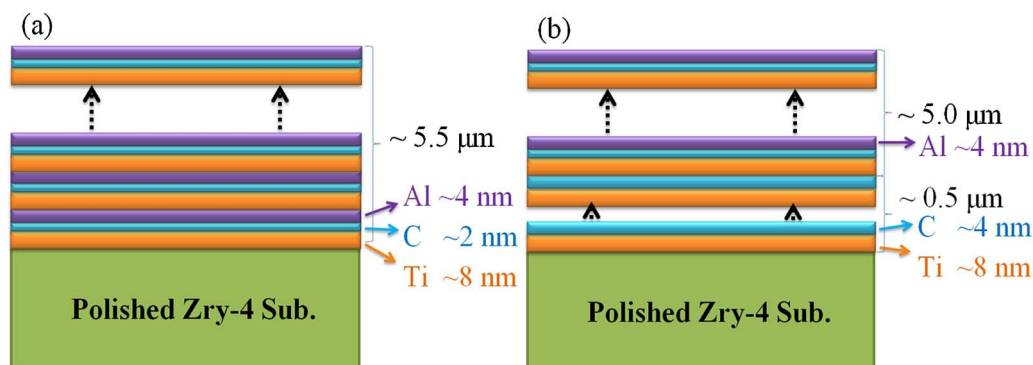 (a)
~ 5.5 μm
Al ~4 nm
C ~2 nm
Ti ~8 nm
Polished Zry-4 Sub.
(b)
~ 5.0 μm
Al ~4 nm
~ 0.5 μm
C ~4 nm
Ti ~8 nm
Polished Zry-4 Sub.